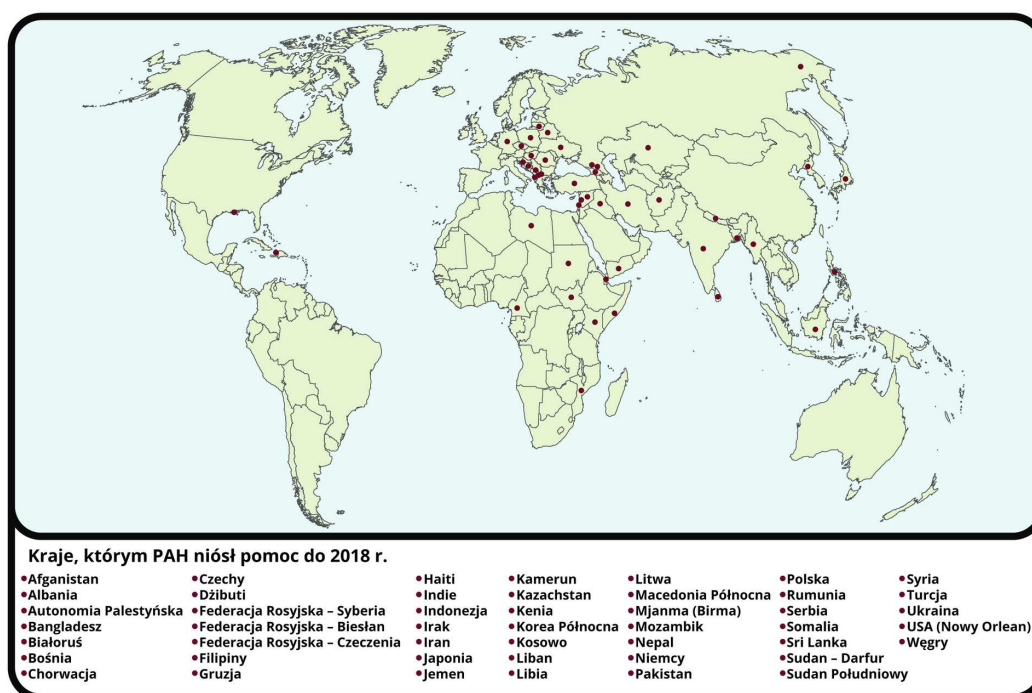 Kraje, którym PAH niósł pomoc do 2018 r.
Afganistan
Albania
Autonomia Palestyńska
Bangladesz
Białoruś
Bośnia
Chorwacja
Czechy
Dżibuti
Federacja Rosyjska – Syberia
Federacja Rosyjska – Biesłan
Federacja Rosyjska – Czeczenia
Filipiny
Gruzja
Haiti
Indie
Indonezja
Irak
Iran
Japonia
Jemen
Kamerun
Kazachstan
Kenia
Korea Północna
Kosowo
Liban
Libia
Litwa
Macedonia Północna
Mjanma (Birma)
Mozambik
Nepal
Niemcy
Pakistan
Polska
Rumunia
Serbia
Somalia
Sri Lanka
Sudan – Darfur
Sudan Południowy
Syria
Turcja
Ukraina
USA (Nowy Orlean)
Węgry